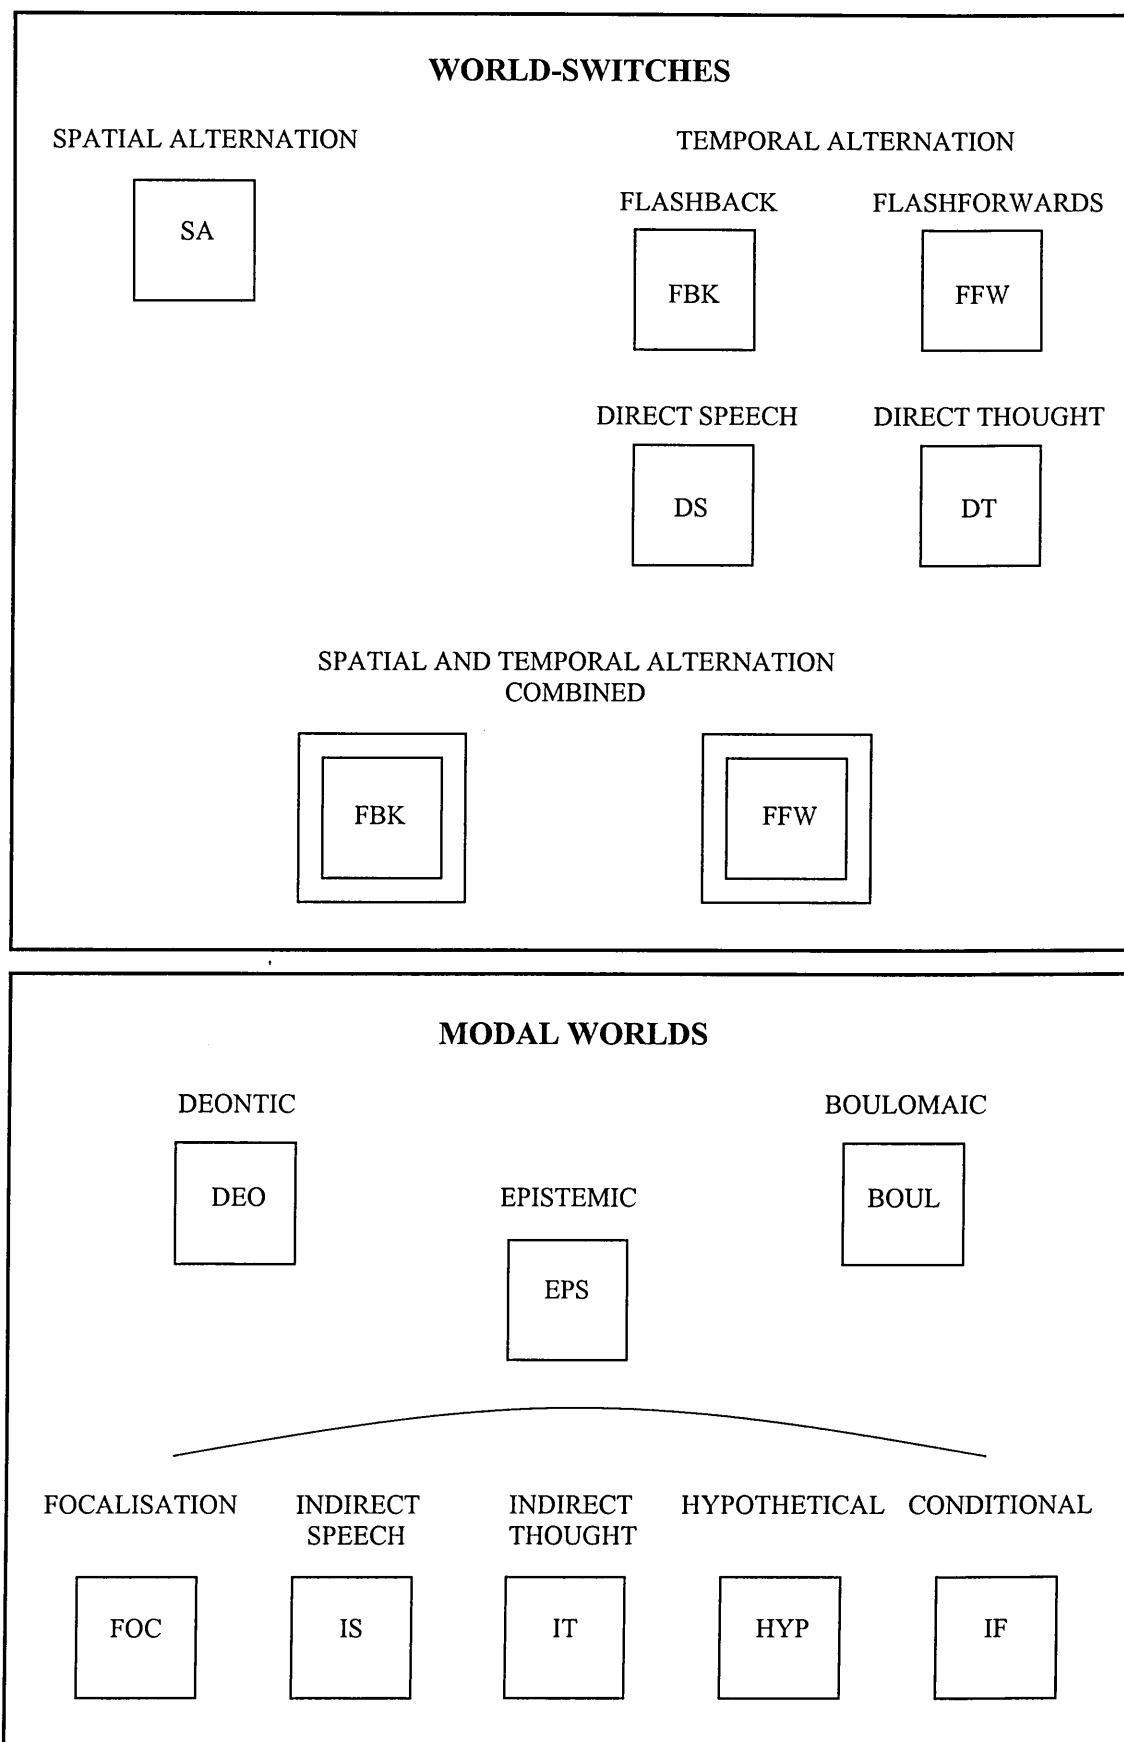 WORLD-SWITCHES
SPATIAL ALTERNATION
TEMPORAL ALTERNATION
SA
FLASHBACK
FLASHFORWARDS
FBK
FFW
DIRECT SPEECH
DIRECT THOUGHT
DS
DT
SPATIAL AND TEMPORAL ALTERNATION
COMBINED
FBK
FFW
MODAL WORLDS
DEONTIC
BOULOMAIC
DEO
EPISTEMIC
BOUL
EPS
FOCALISATION
INDIRECT
SPEECH
INDIRECT
THOUGHT
HYPOTHETICAL
CONDITIONAL
FOC
IS
IT
HYP
IF